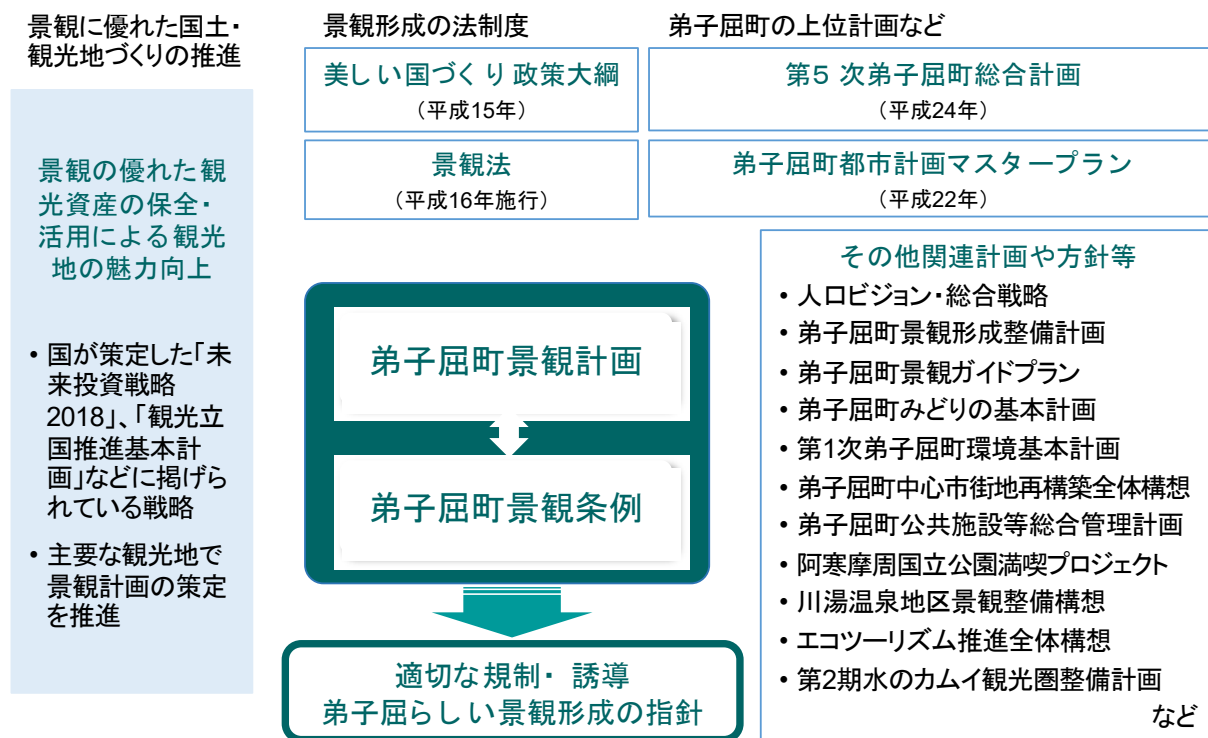 景観に優れた国土・
観光地づくりの推進
景観の優れた観
光資産の保全・
活用による観光
地の魅力向上
• 国が策定した「未
来投資戦略
2018」、「観光立
国推進基本計
画」などに掲げら
れている戦略
• 主要な観光地で
景観計画の策定
を推進
景観形成の法制度
美しい国づくり政策大綱
（平成15年）
景観法
（平成16年施行）
弟子屈町の上位計画など
第5次弟子屈町総合計画
（平成24年）
弟子屈町都市計画マスタープラン
（平成22年）
弟子屈町景観計画
弟子屈町景観条例
適切な規制・誘導
弟子屈らしい景観形成の指針
その他関連計画や方針等
• 人口ビジョン・総合戦略
• 弟子屈町景観形成整備計画
• 弟子屈町景観ガイドプラン
• 弟子屈町みどりの基本計画
• 第1次弟子屈町環境基本計画
• 弟子屈町中心市街地再構築全体構想
• 弟子屈町公共施設等総合管理計画
• 阿寒摩周国立公園満喫プロジェクト
• 川湯温泉地区景観整備構想
• エコツーリズム推進全体構想
• 第2期水のカムイ観光圏整備計画
など